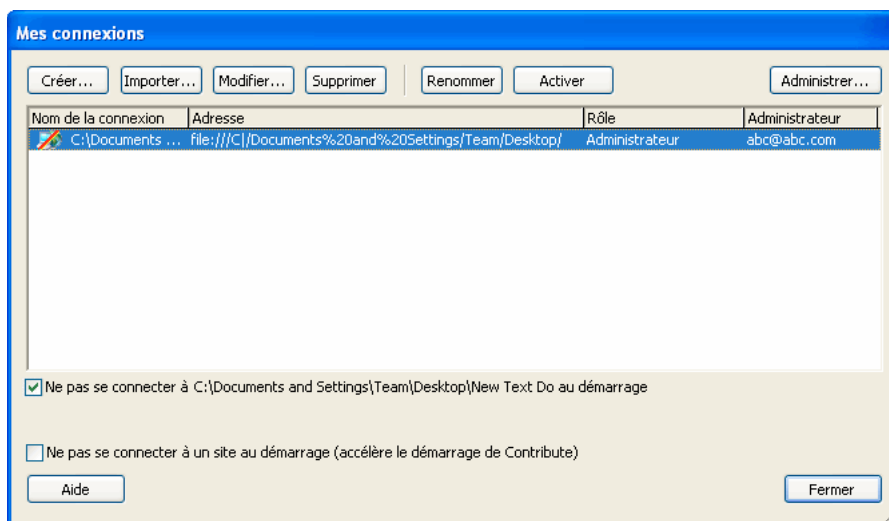 Mes connexions
Créer... Importer... Modifier... Supprimer Renommer Activer Administrer...
Nom de la connexion Adresse Rôle Administrateur
C:\Documents ... file:///C|/Documents%20and%20Settings/Team/Desktop/ Administrateur abc@abc.com
Ne pas se connecter à C:\Documents and Settings\Team\Desktop\New Text Do au démarrage
Ne pas se connecter à un site au démarrage (accélère le démarrage de Contribute)
Aide Fermer